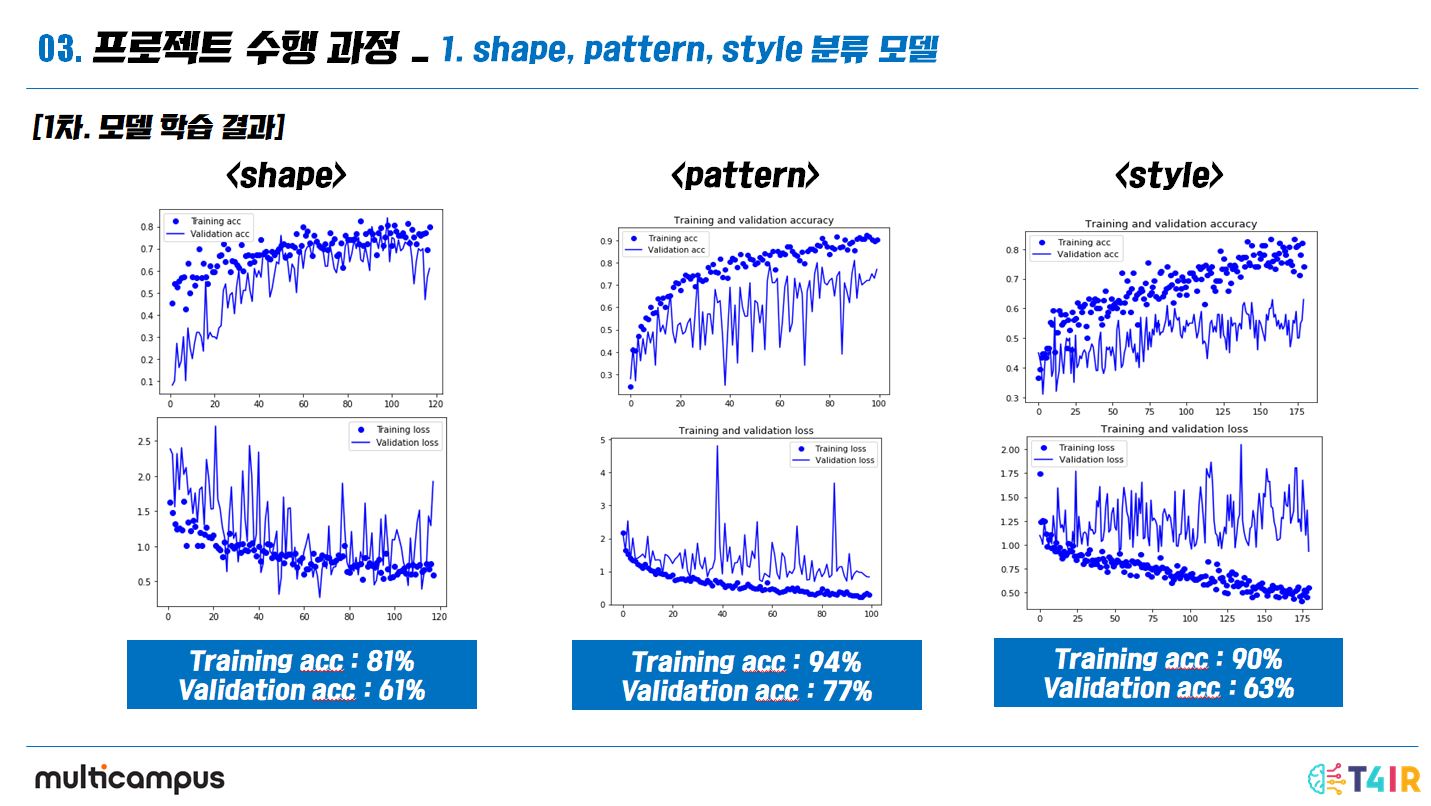 03. 프로젝트 수행 과정 _ 1. shape, pattern, style 분류 모델
[1차. 모델 학습 결과]
<shape>
<pattern>
<style>
Training acc
Validation acc
0.8
0.7
0.6
0.5
0.4
0.3
0.2
0.1
0 20 40 60 80 100 120
Training and validation accuracy
Training acc
Validation acc
0.9
0.8
0.7
0.6
0.5
0.4
0.3
0 20 40 60 80 100
Training and validation accuracy
Training acc
Validation acc
0.8
0.7
0.6
0.5
0.4
0.3
0 25 50 75 100 125 150 175
Training loss
Validation loss
2.5
2.0
1.5
1.0
0.5
0 20 40 60 80 100 120
Training and validation loss
Training loss
Validation loss
5
4
3
2
1
0
0 20 40 60 80 100
Training and validation loss
Training loss
Validation loss
2.00
1.75
1.50
1.25
1.00
0.75
0.50
0 25 50 75 100 125 150 175
Training acc : 81%
Validation acc : 61%
Training acc : 94%
Validation acc : 77%
Training acc : 90%
Validation acc : 63%
multicampus
T4IR